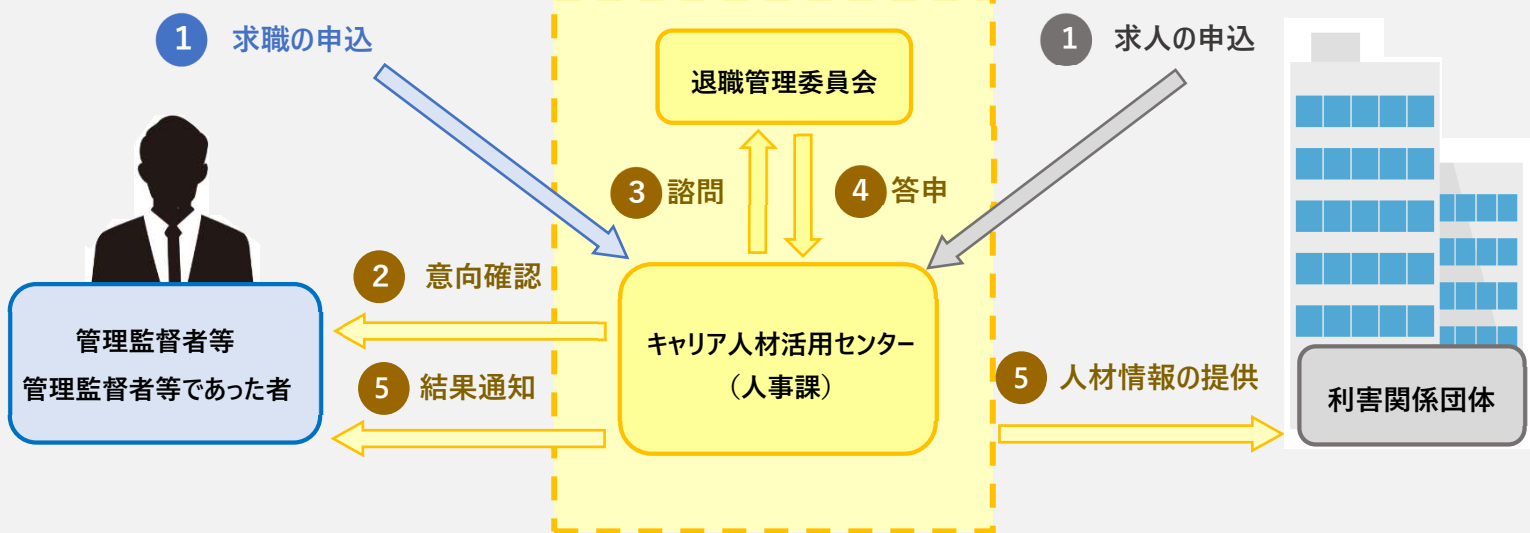 1 求職の申込
退職管理委員会
1 求人の申込
3 諮問
4 答申
2 意向確認
管理監督者等
管理監督者等であった者
キャリア人材活用センター
（人事課）
5 結果通知
5 人材情報の提供
利害関係団体